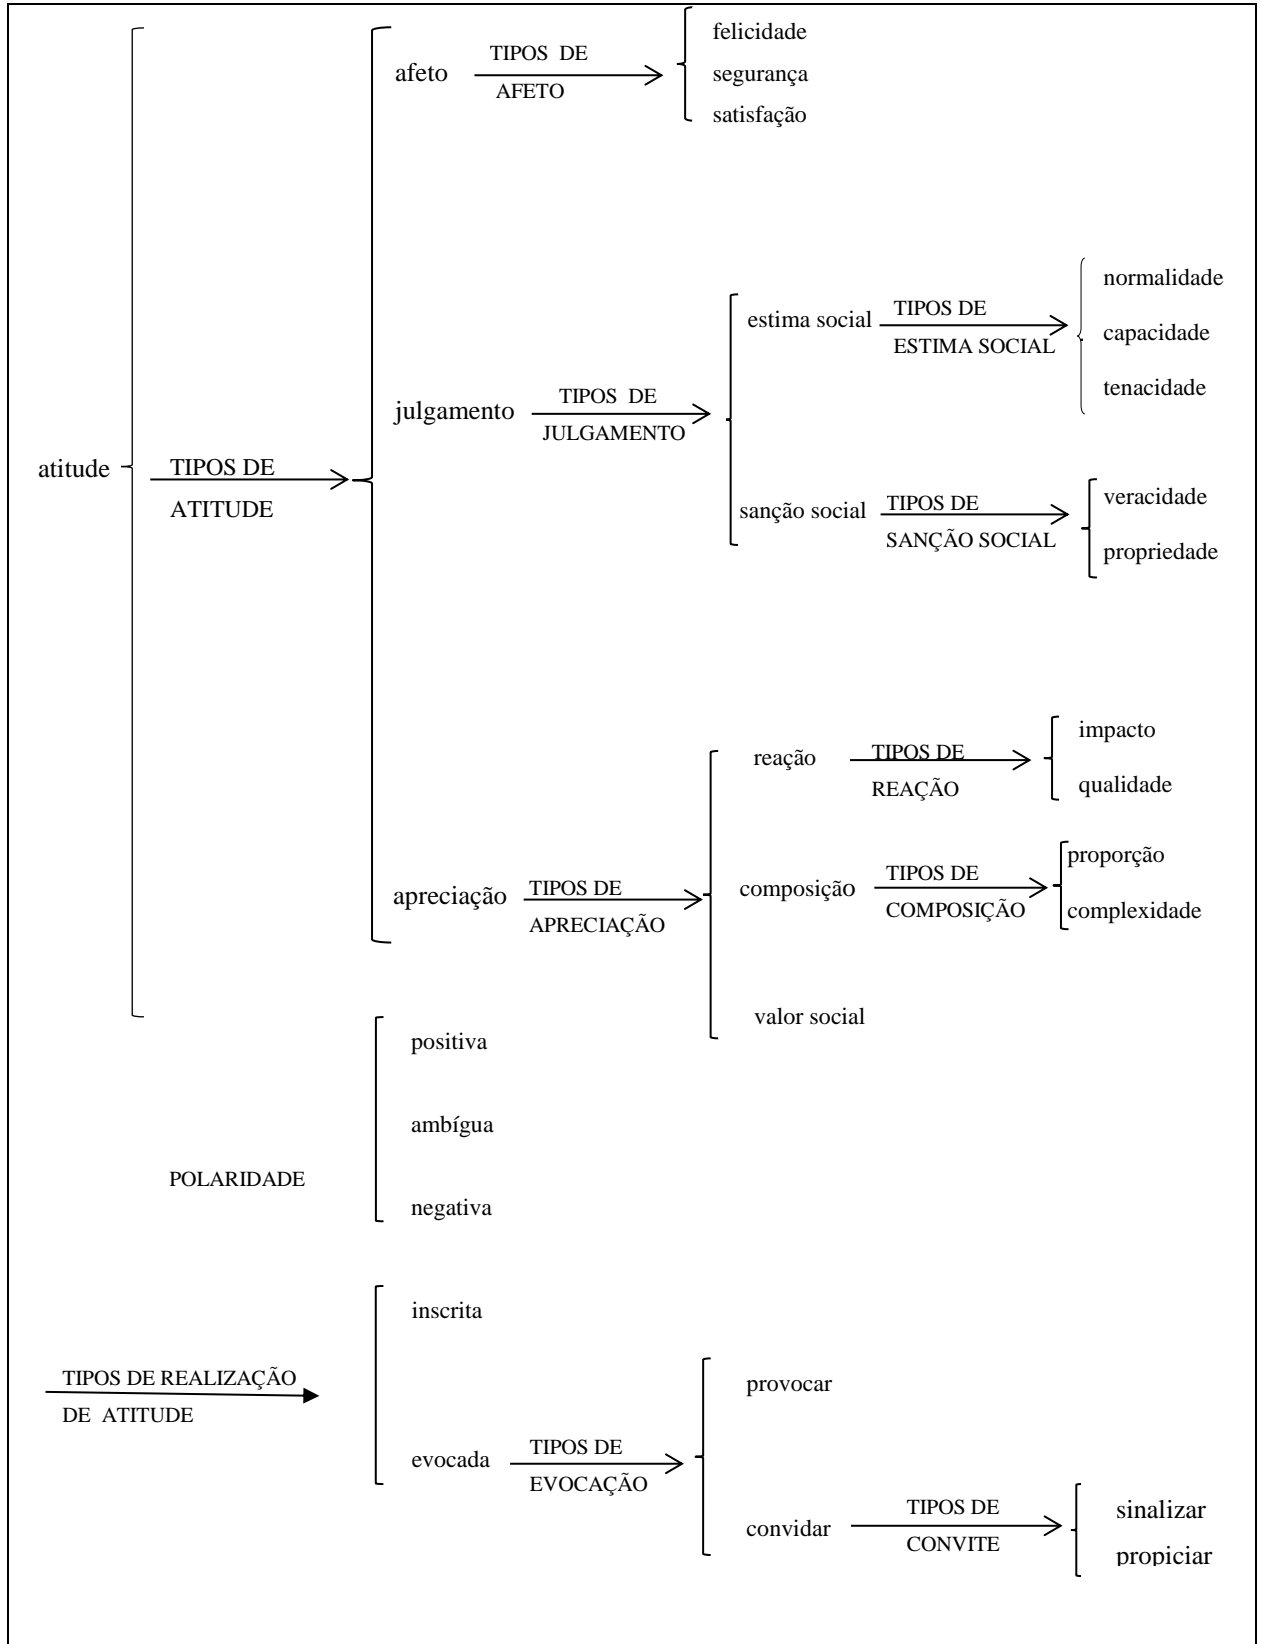 felicidade
afeto
TIPOS DE
AFETO
segurança
satisfação
normalidade
estima social
TIPOS DE
ESTIMA SOCIAL
capacidade
tenacidade
julgamento
TIPOS DE
JULGAMENTO
atitude
TIPOS DE
ATITUDE
sanção social
TIPOS DE
SANÇÃO SOCIAL
veracidade
propriedade
reação
TIPOS DE
REAÇÃO
impacto
qualidade
apreciação
TIPOS DE
APRECIAÇÃO
composição
TIPOS DE
COMPOSIÇÃO
proporção
complexidade
valor social
POLARIDADE
positiva
ambígua
negativa
TIPOS DE REALIZAÇÃO
DE ATITUDE
inscrita
evocada
TIPOS DE
EVOCAÇÃO
provocar
convidar
TIPOS DE
CONVITE
sinalizar
propiciar